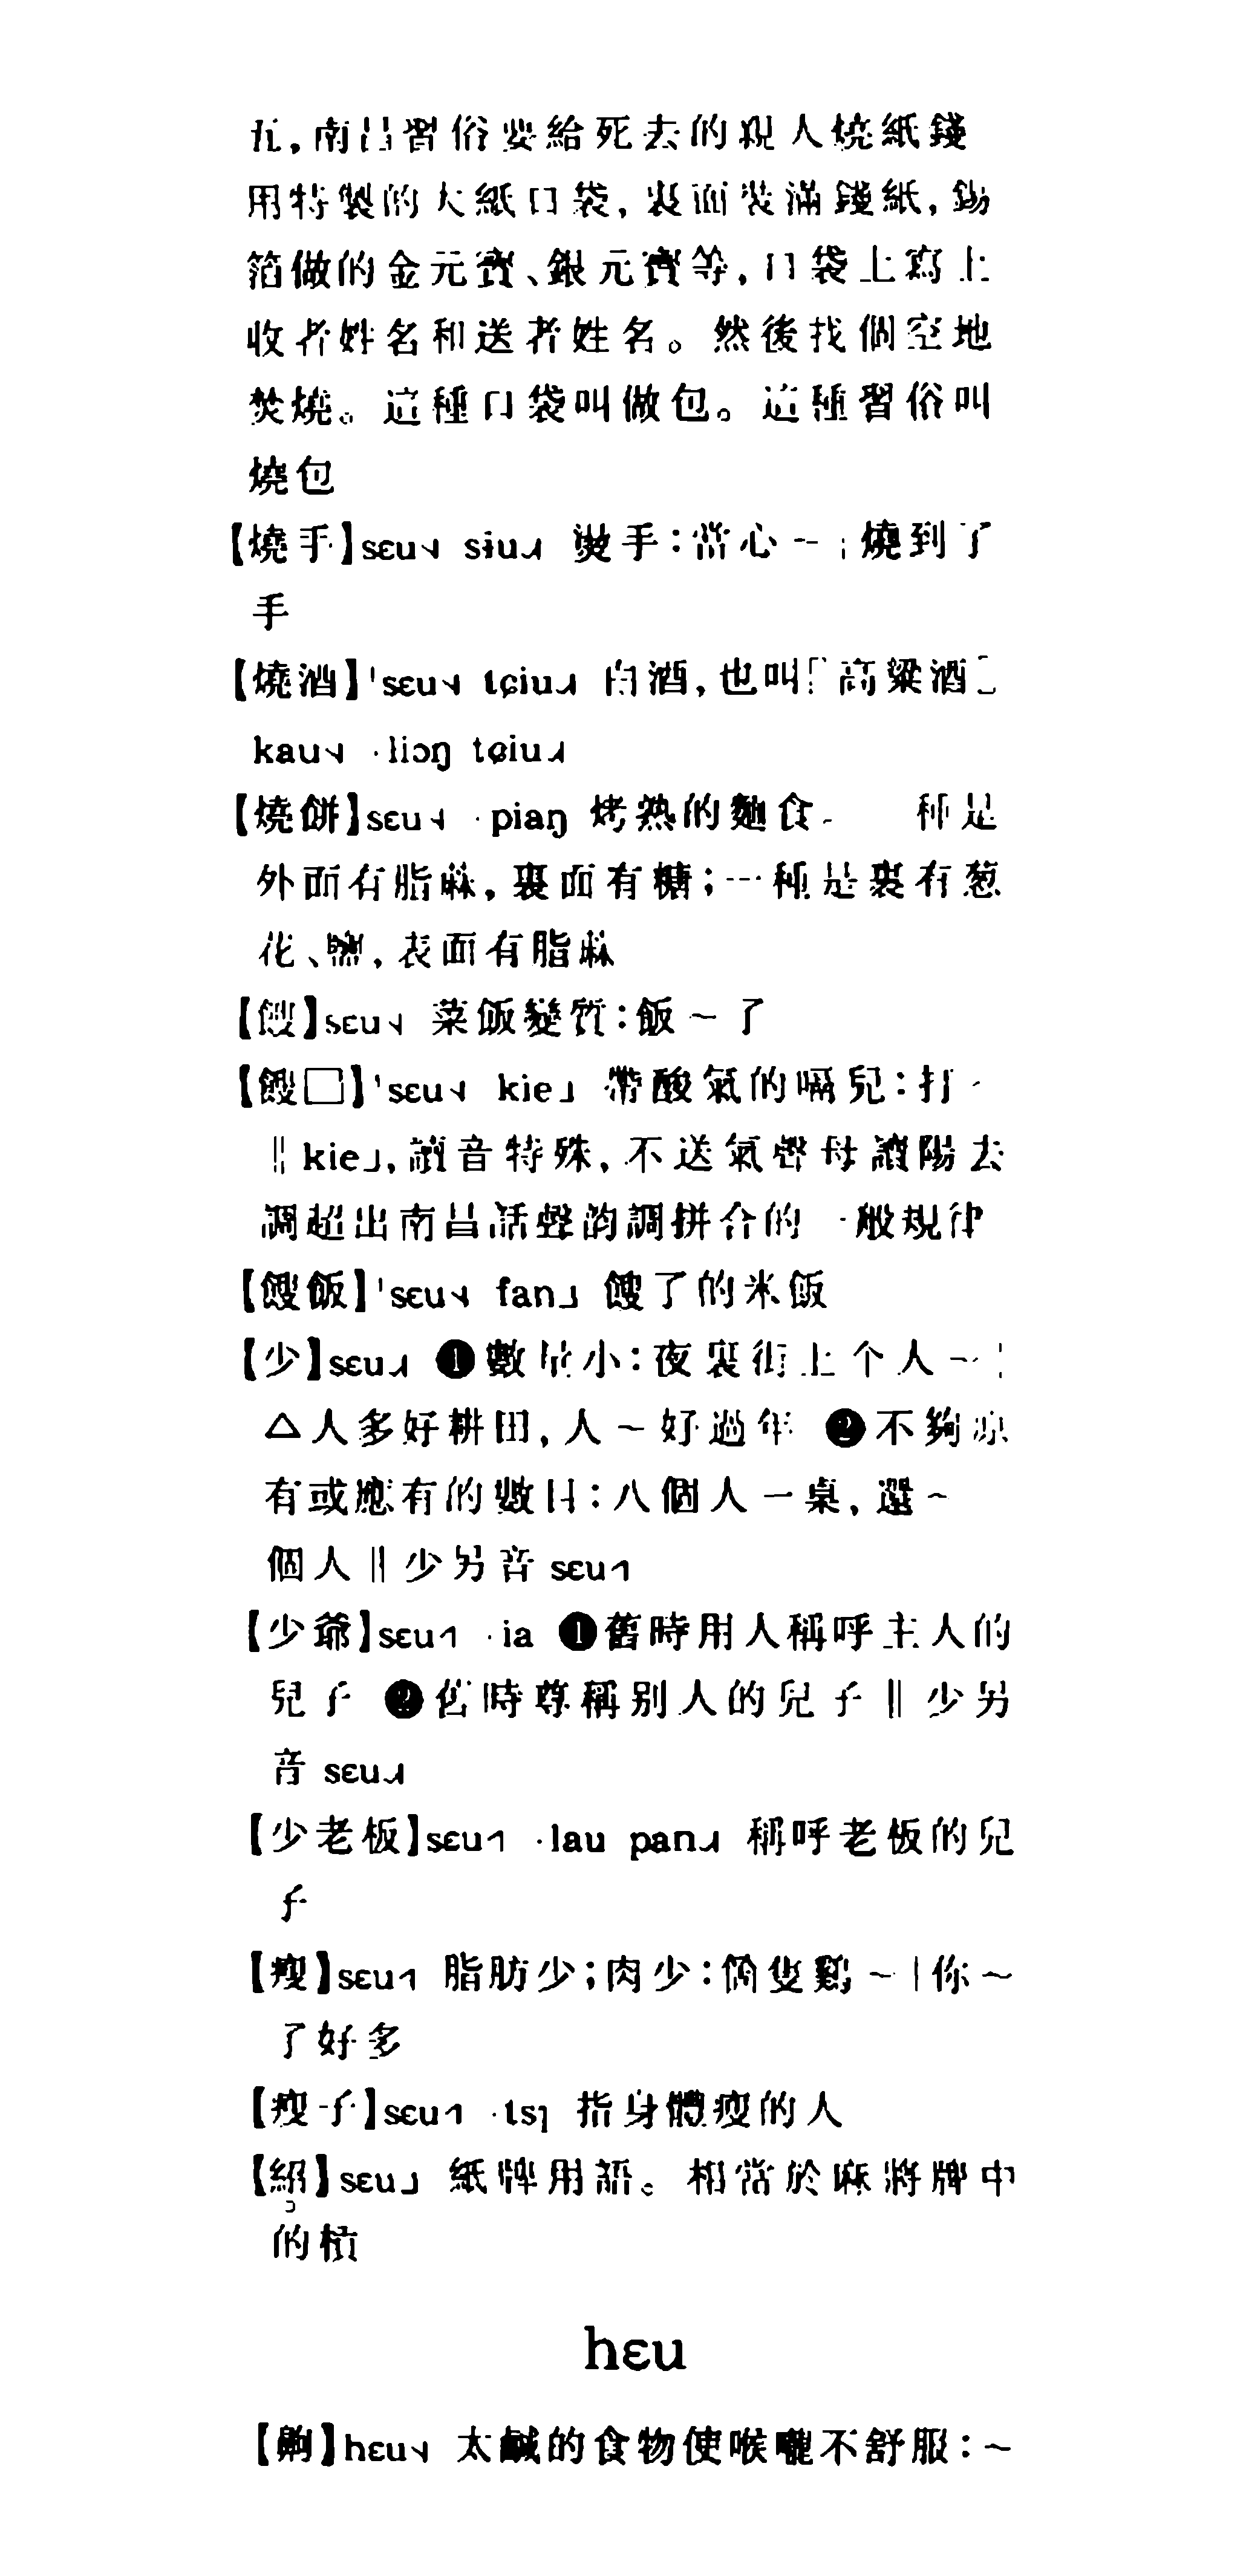 五，南昌習俗要給死去的親人燒紙錢
用特製的大紙口袋，裏面裝滿錢紙，錫
箔做的金元寶、銀元寶等，口袋上寫上
收者姓名和送者姓名。然後找個空地
焚燒。這種口袋叫做包。這種習俗叫
燒包
【燒手】sɛu˧˩ siu˨˩˧ 燙手：當心～｜燒到了
手
【燒酒】ˈsɛu˧˩ tɕiu˨˩˧ 白酒，也叫「高粱酒」
kau˧˩ ·liɔŋ tɕiu˨˩˧
【燒餅】sɛu˧˩ ·piaŋ 烤熟的麵食。一種是
外面有脂麻，裏面有糖；一種是裏有葱
花、鹽，表面有脂麻
【餿】sɛu˧˩ 菜飯變質：飯～了
【餿□】ˈsɛu˧˩ kie˩ 帶酸氣的嗝兒：打～
‖kie˩，讀音特殊，不送氣聲母讀陽去
調超出南昌話聲韵調拼合的一般規律
【餿飯】ˈsɛu˧˩ fan˩ 餿了的米飯
【少】sɛu˨˩˧ ❶數量小：夜裏街上个人～｜
△人多好耕田，人～好過年 ❷不夠原
有或應有的數目：八個人一桌，還～
個人‖少另音 sɛu˧˥
【少爺】sɛu˧˥ ·ia ❶舊時用人稱呼主人的
兒子 ❷舊時尊稱别人的兒子‖少另
音 sɛu˨˩˧
【少老板】sɛu˧˥ ·lau pan˨˩˧ 稱呼老板的兒
子
【瘦】sɛu˧˥ 脂肪少；肉少：箇隻鷄～｜你～
了好多
【瘦子】sɛu˧˥ ·tsɿ 指身體瘦的人
【紹】sɛu˩ 紙牌用語。相當於麻將牌中
的槓
hɛu
【齁】hɛu˧˩ 太鹹的食物使喉嚨不舒服：～